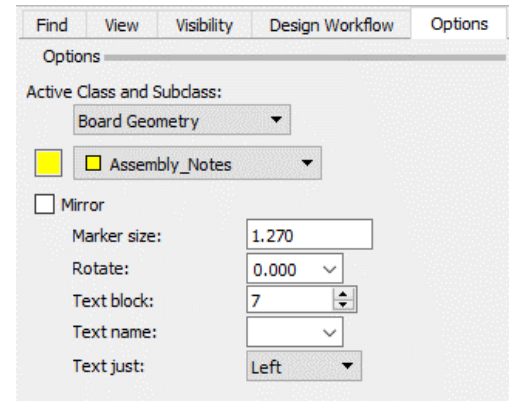 Find View Visibility Design Workflow Options
Options
Active Class and Subclass:
Board Geometry
Assembly_Notes
Mirror
Marker size: 1.270
Rotate: 0.000
Text block: 7
Text name:
Text just: Left